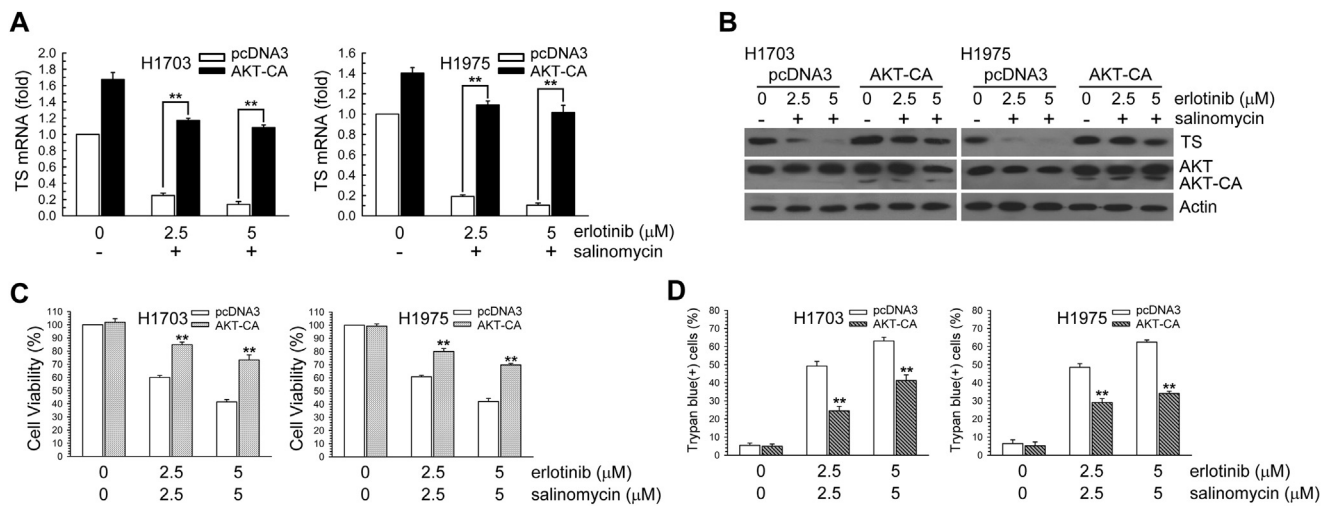 A
TS mRNA (fold)
2.0
1.8
1.6
1.4
1.2
1.0
0.8
0.6
0.4
0.2
0.0
H1703
pcDNA3
AKT-CA
**
**
0 2.5 5
- + +
TS mRNA (fold)
1.6
1.4
1.2
1.0
0.8
0.6
0.4
0.2
0.0
H1975
pcDNA3
AKT-CA
**
**
0 2.5 5 erlotinib (μM)
- + + salinomycin
B
H1703 H1975
pcDNA3 AKT-CA pcDNA3 AKT-CA
0 2.5 5 0 2.5 5 0 2.5 5 0 2.5 5 erlotinib (μM)
- + + - + + - + + - + + salinomycin
TS
AKT
AKT-CA
Actin
C
Cell Viability (%)
110
100
90
80
70
60
50
40
30
20
10
0
H1703
pcDNA3
AKT-CA
**
**
0 2.5 5
0 2.5 5
Cell Viability (%)
110
100
90
80
70
60
50
40
30
20
10
0
H1975
pcDNA3
AKT-CA
**
**
0 2.5 5 erlotinib (μM)
0 2.5 5 salinomycin (μM)
D
Trypan blue(+) cells (%)
80
70
60
50
40
30
20
10
0
H1703
pcDNA3
AKT-CA
**
**
0 2.5 5
0 2.5 5
Trypan blue(+) cells (%)
80
70
60
50
40
30
20
10
0
H1975
pcDNA3
AKT-CA
**
**
0 2.5 5 erlotinib (μM)
0 2.5 5 salinomycin (μM)